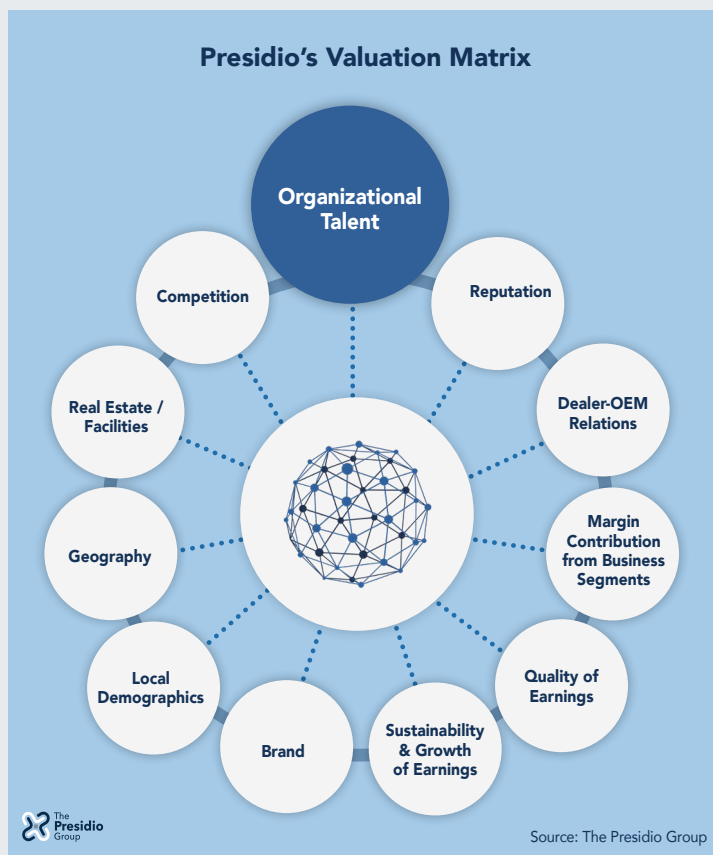 Presidio’s Valuation Matrix
Organizational
Talent
Reputation
Dealer-OEM
Relations
Margin
Contribution
from Business
Segments
Quality of
Earnings
Sustainability
& Growth
of Earnings
Brand
Local
Demographics
Geography
Real Estate /
Facilities
Competition
The
Presidio
Group
Source: The Presidio Group